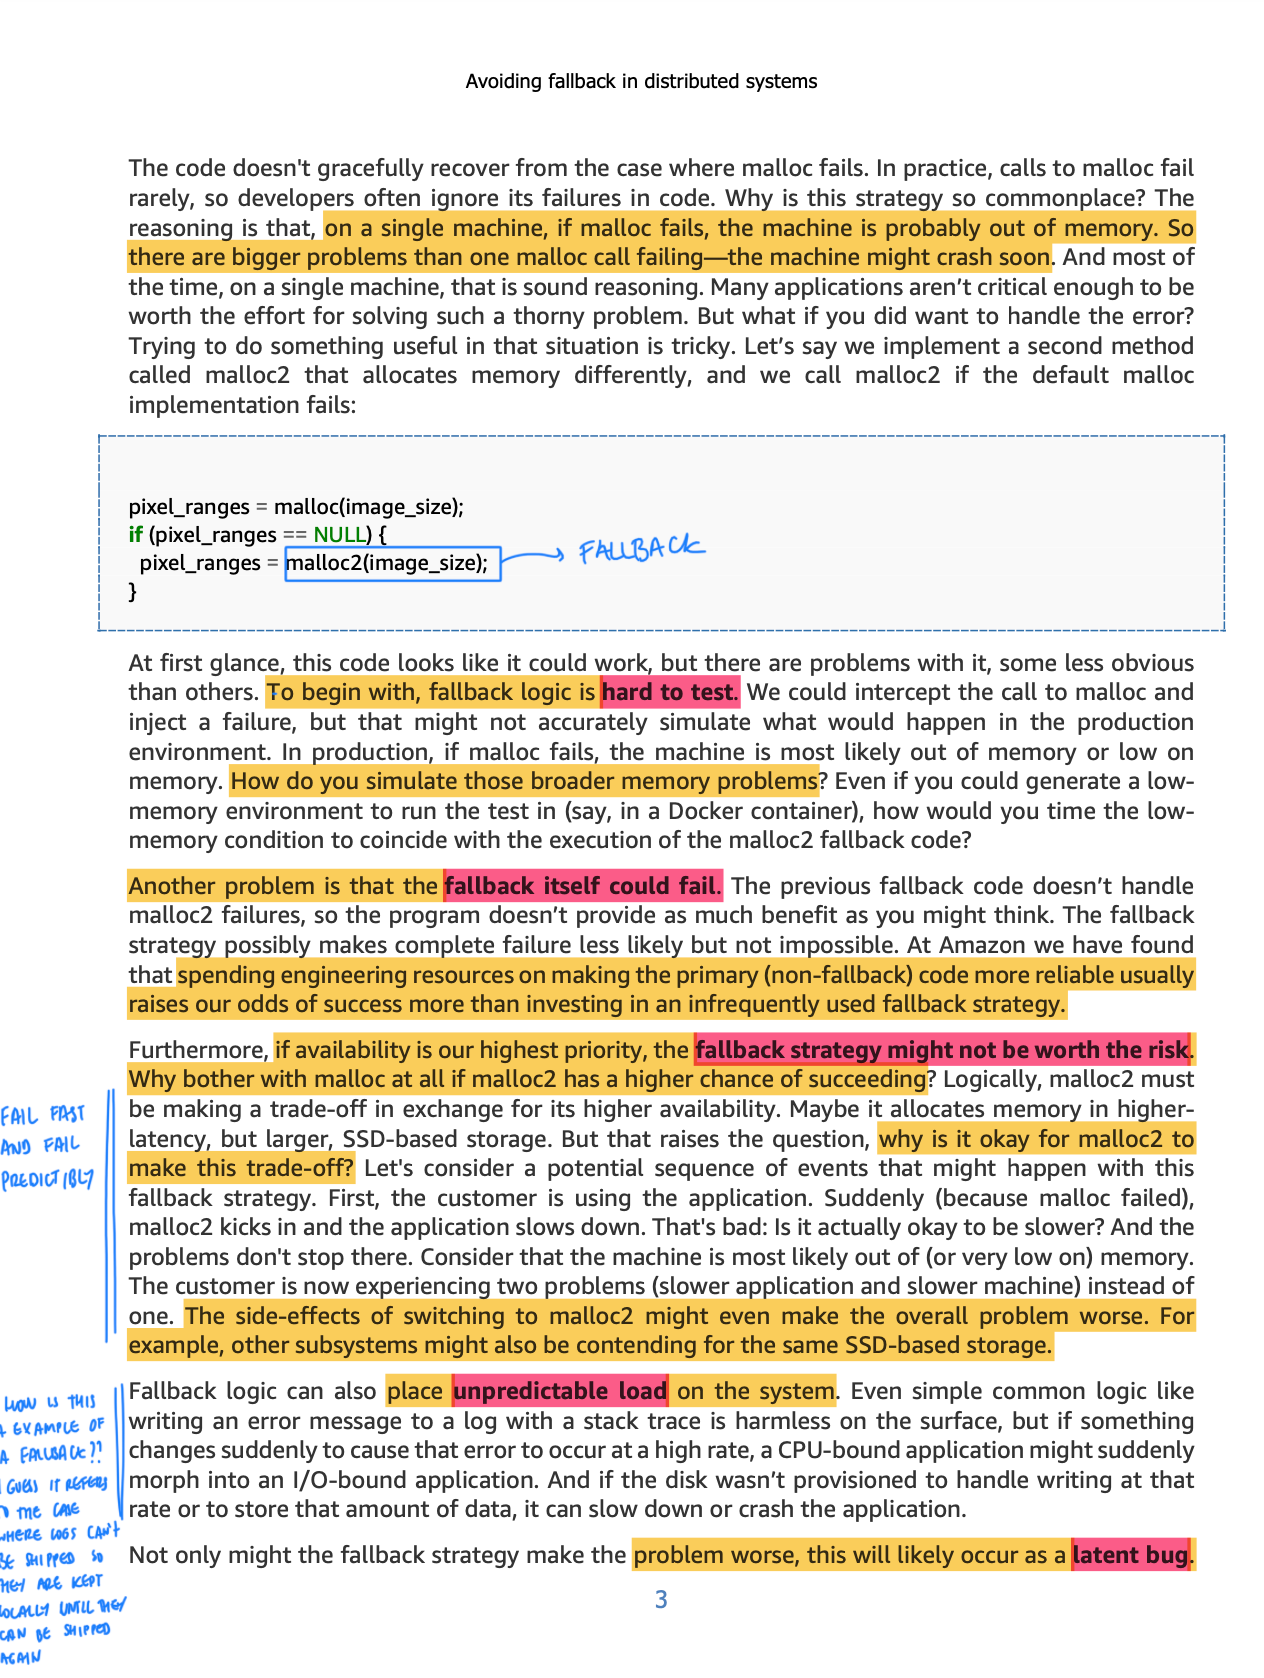 Avoiding fallback in distributed systems
The code doesn't gracefully recover from the case where malloc fails. In practice, calls to malloc fail
rarely, so developers often ignore its failures in code. Why is this strategy so commonplace? The
reasoning is that, on a single machine, if malloc fails, the machine is probably out of memory. So
there are bigger problems than one malloc call failing—the machine might crash soon. And most of
the time, on a single machine, that is sound reasoning. Many applications aren’t critical enough to be
worth the effort for solving such a thorny problem. But what if you did want to handle the error?
Trying to do something useful in that situation is tricky. Let’s say we implement a second method
called malloc2 that allocates memory differently, and we call malloc2 if the default malloc
implementation fails:
pixel_ranges = malloc(image_size);
if (pixel_ranges == NULL) {
pixel_ranges = malloc2(image_size);
FALLBACK
}
At first glance, this code looks like it could work, but there are problems with it, some less obvious
than others. To begin with, fallback logic is hard to test. We could intercept the call to malloc and
inject a failure, but that might not accurately simulate what would happen in the production
environment. In production, if malloc fails, the machine is most likely out of memory or low on
memory. How do you simulate those broader memory problems? Even if you could generate a low-
memory environment to run the test in (say, in a Docker container), how would you time the low-
memory condition to coincide with the execution of the malloc2 fallback code?
Another problem is that the fallback itself could fail. The previous fallback code doesn’t handle
malloc2 failures, so the program doesn’t provide as much benefit as you might think. The fallback
strategy possibly makes complete failure less likely but not impossible. At Amazon we have found
that spending engineering resources on making the primary (non-fallback) code more reliable usually
raises our odds of success more than investing in an infrequently used fallback strategy.
Furthermore, if availability is our highest priority, the fallback strategy might not be worth the risk.
Why bother with malloc at all if malloc2 has a higher chance of succeeding? Logically, malloc2 must
be making a trade-off in exchange for its higher availability. Maybe it allocates memory in higher-
latency, but larger, SSD-based storage. But that raises the question, why is it okay for malloc2 to
make this trade-off? Let's consider a potential sequence of events that might happen with this
fallback strategy. First, the customer is using the application. Suddenly (because malloc failed),
malloc2 kicks in and the application slows down. That's bad: Is it actually okay to be slower? And the
problems don't stop there. Consider that the machine is most likely out of (or very low on) memory.
The customer is now experiencing two problems (slower application and slower machine) instead of
one. The side-effects of switching to malloc2 might even make the overall problem worse. For
example, other subsystems might also be contending for the same SSD-based storage.
FAIL FAST
AND FAIL
PREDICTIBLY
Fallback logic can also place unpredictable load on the system. Even simple common logic like
writing an error message to a log with a stack trace is harmless on the surface, but if something
changes suddenly to cause that error to occur at a high rate, a CPU-bound application might suddenly
morph into an I/O-bound application. And if the disk wasn’t provisioned to handle writing at that
rate or to store that amount of data, it can slow down or crash the application.
HOW IS THIS
A EXAMPLE OF
A FALLBACK??
I GUESS IT REFERS
TO THE CASE
WHERE LOGS CAN'T
BE SHIPPED SO
THEY ARE KEPT
LOCALLY UNTIL THEY
CAN BE SHIPPED
AGAIN
Not only might the fallback strategy make the problem worse, this will likely occur as a latent bug.
3